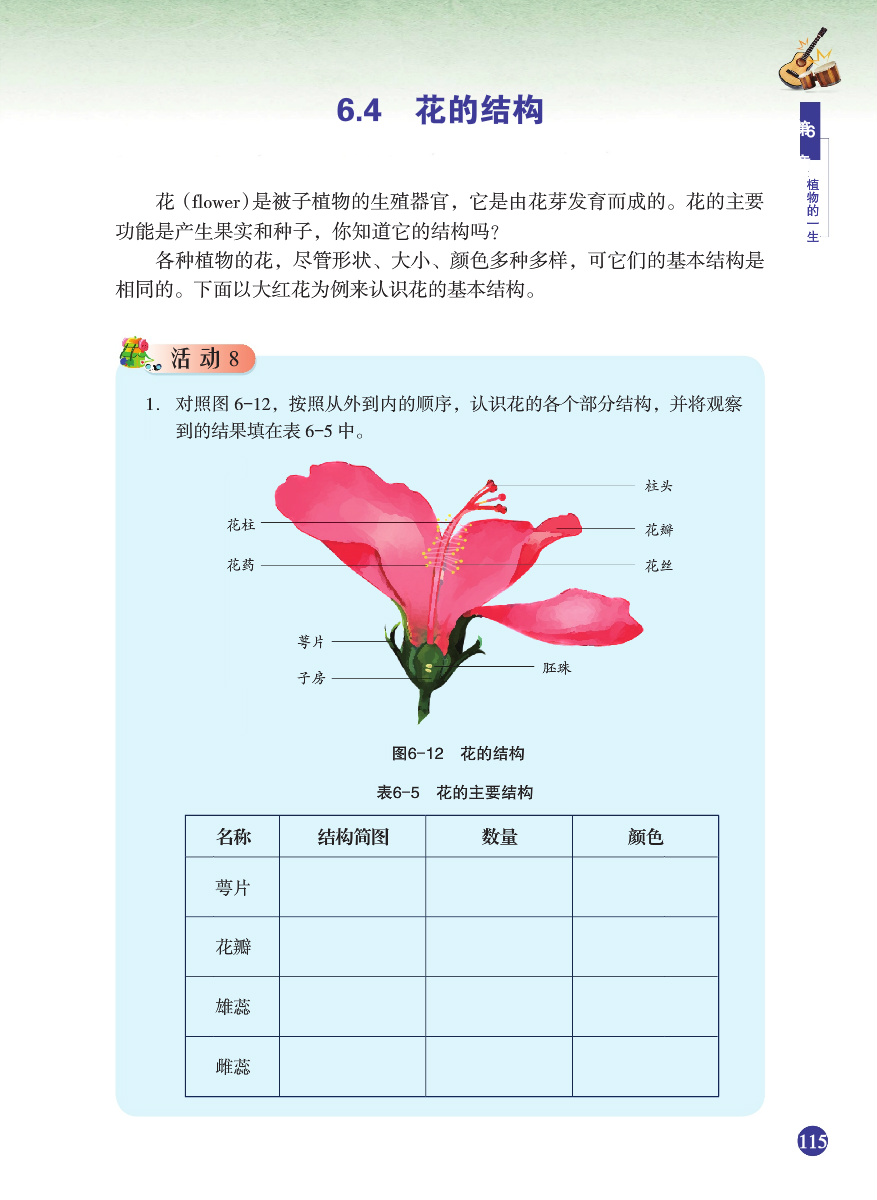 6.4 花的结构
第6
植物的一生
花（flower）是被子植物的生殖器官，它是由花芽发育而成的。花的主要
功能是产生果实和种子，你知道它的结构吗？
各种植物的花，尽管形状、大小、颜色多种多样，可它们的基本结构是
相同的。下面以大红花为例来认识花的基本结构。
活动8
1. 对照图 6-12，按照从外到内的顺序，认识花的各个部分结构，并将观察
到的结果填在表 6-5 中。
柱头
花柱
花瓣
花药
花丝
萼片
胚珠
子房
图6-12 花的结构
表6-5 花的主要结构
名称 结构简图 数量 颜色
萼片
花瓣
雄蕊
雌蕊
115